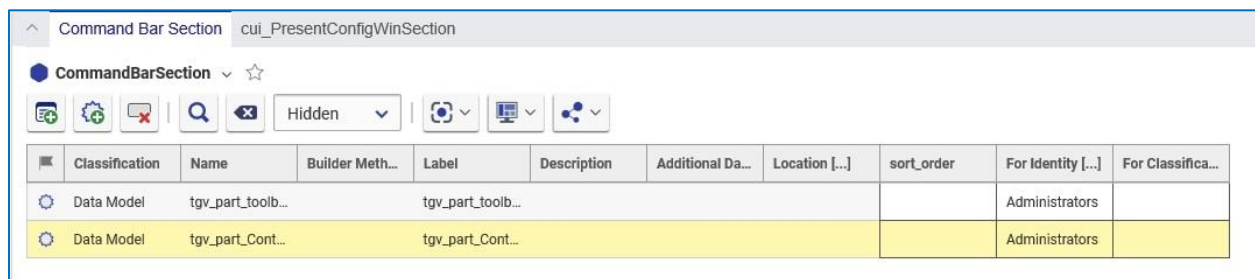 Command Bar Section cui_PresentConfigWinSection
CommandBarSection
Hidden
Classification Name Builder Meth... Label Description Additional Da... Location [...] sort_order For Identity [...] For Classifica...
Data Model tgv_part_toolb... tgv_part_toolb... Administrators
Data Model tgv_part_Cont... tgv_part_Cont... Administrators